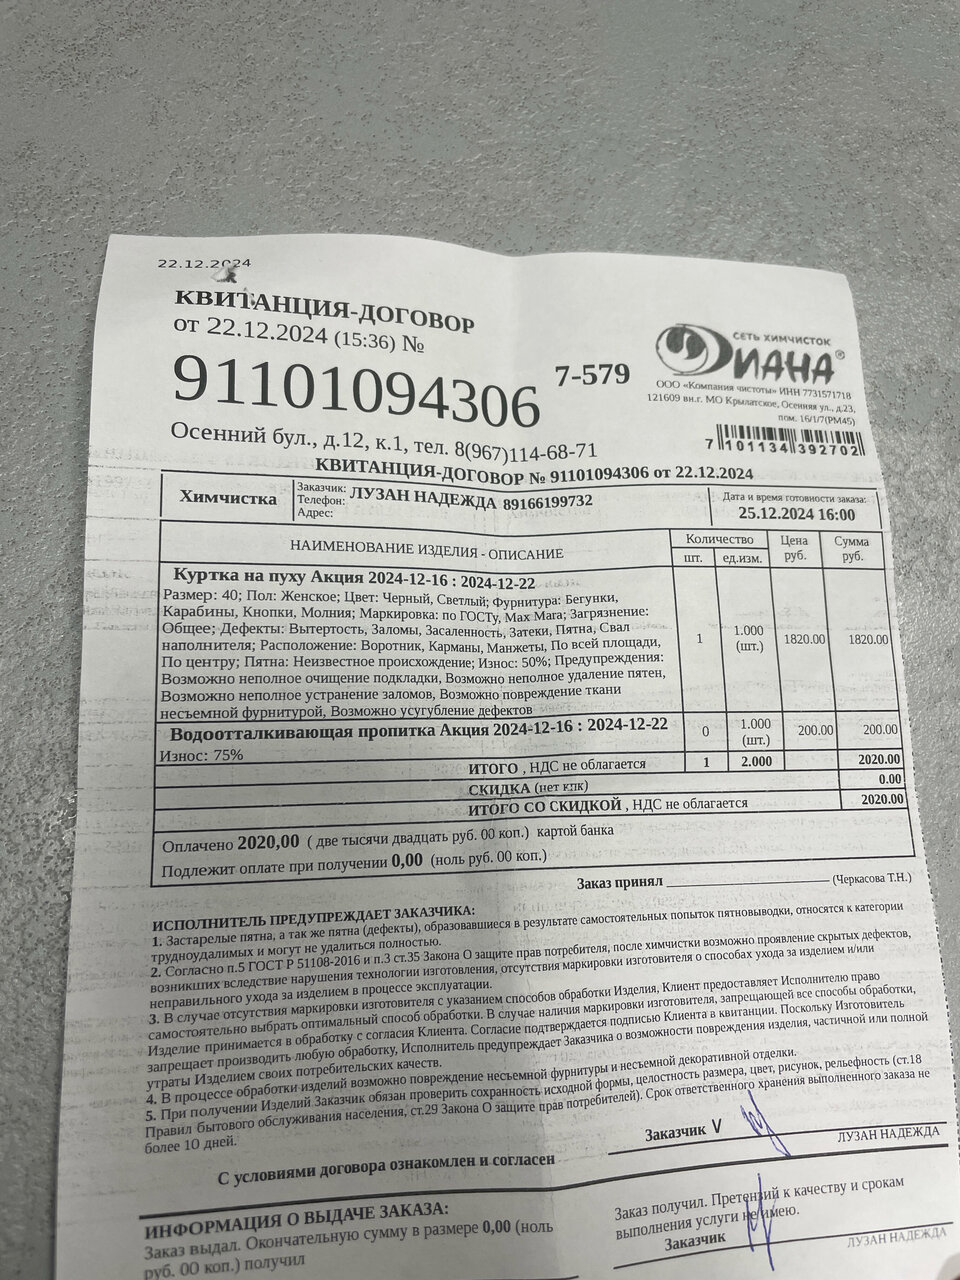 22.12.2024
КВИТАНЦИЯ-ДОГОВОР
от 22.12.2024 (15:36) №
91101094306 7-579
СЕТЬ ХИМЧИСТОК
ДИАНА®
ООО «Компания чистоты» ИНН 7731571718
121609 вн.г. МО Крылатское, Осенняя ул., д.23,
пом. 16/1/7(РМ45)
7 101134 392702
Осенний бул., д.12, к.1, тел. 8(967)114-68-71
КВИТАНЦИЯ-ДОГОВОР № 91101094306 от 22.12.2024
Химчистка
Заказчик: ЛУЗАН НАДЕЖДА 89166199732
Телефон:
Адрес:
Дата и время готовности заказа:
25.12.2024 16:00
НАИМЕНОВАНИЕ ИЗДЕЛИЯ - ОПИСАНИЕ
Количество
шт. ед.изм.
Цена руб.
Сумма руб.
Куртка на пуху Акция 2024-12-16 : 2024-12-22
Размер: 40; Пол: Женское; Цвет: Черный, Светлый; Фурнитура: Бегунки,
Карабины, Кнопки, Молния; Маркировка: по ГОСТу, Max Mara; Загрязнение:
Общее; Дефекты: Вытертость, Заломы, Засаленность, Затеки, Пятна, Свал
наполнителя; Расположение: Воротник, Карманы, Манжеты, По всей площади,
По центру; Пятна: Неизвестное происхождение; Износ: 50%; Предупреждения:
Возможно неполное очищение подкладки, Возможно неполное удаление пятен,
Возможно неполное устранение заломов, Возможно повреждение ткани
несъемной фурнитурой, Возможно усугубление дефектов
1 1.000 (шт.) 1820.00 1820.00
Водоотталкивающая пропитка Акция 2024-12-16 : 2024-12-22
Износ: 75%
0 1.000 (шт.) 200.00 200.00
ИТОГО , НДС не облагается 1 2.000 2020.00
СКИДКА (нет кпк) 0.00
ИТОГО СО СКИДКОЙ , НДС не облагается 2020.00
Оплачено 2020,00 ( две тысячи двадцать руб. 00 коп.) картой банка
Подлежит оплате при получении 0,00 (ноль руб. 00 коп.)
Заказ принял (Черкасова Т.Н.)
ИСПОЛНИТЕЛЬ ПРЕДУПРЕЖДАЕТ ЗАКАЗЧИКА:
1. Застарелые пятна, а так же пятна (дефекты), образовавшиеся в результате самостоятельных попыток пятновыводки, относятся к категории
трудноудалимых и могут не удалиться полностью.
2. Согласно п.5 ГОСТ Р 51108-2016 и п.3 ст.35 Закона О защите прав потребителя, после химчистки возможно проявление скрытых дефектов,
возникших вследствие нарушения технологии изготовления, отсутствия маркировки изготовителя о способах ухода за изделием и/или
неправильного ухода за изделием в процессе эксплуатации.
3. В случае отсутствия маркировки изготовителя с указанием способов обработки Изделия, Клиент предоставляет Исполнителю право
самостоятельно выбрать оптимальный способ обработки. В случае наличия маркировки изготовителя, запрещающей все способы обработки,
Изделие принимается в обработку с согласия Клиента. Согласие подтверждается подписью Клиента в квитанции. Поскольку Изготовитель
запрещает производить любую обработку, Исполнитель предупреждает Заказчика о возможности повреждения изделия, частичной или полной
утраты Изделием своих потребительских качеств.
4. В процессе обработки изделий возможно повреждение несъемной фурнитуры и несъемной декоративной отделки.
5. При получении Изделий Заказчик обязан проверить сохранность исходной формы, целостность размера, цвет, рисунок, рельефность (ст.18
Правил бытового обслуживания населения, ст.29 Закона О защите прав потребителей). Срок ответственного хранения выполненного заказа не
более 10 дней.
С условиями договора ознакомлен и согласен
Заказчик V
ЛУЗАН НАДЕЖДА
ИНФОРМАЦИЯ О ВЫДАЧЕ ЗАКАЗА:
Заказ выдал. Окончательную сумму в размере 0,00 (ноль
руб. 00 коп.) получил
Заказ получил. Претензий к качеству и срокам
выполнения услуги не имею.
Заказчик
ЛУЗАН НАДЕЖДА